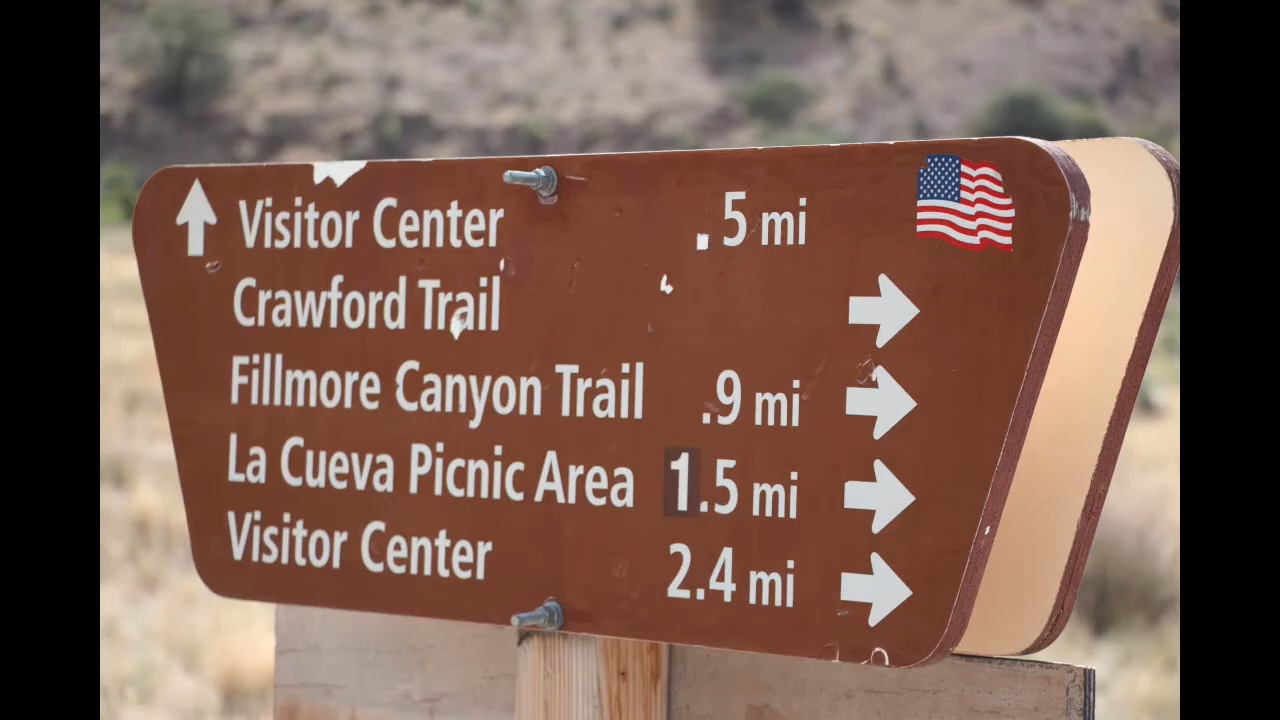 Visitor Center .5 mi
Crawford Trail
Fillmore Canyon Trail .9 mi
La Cueva Picnic Area 1.5 mi
Visitor Center 2.4 mi